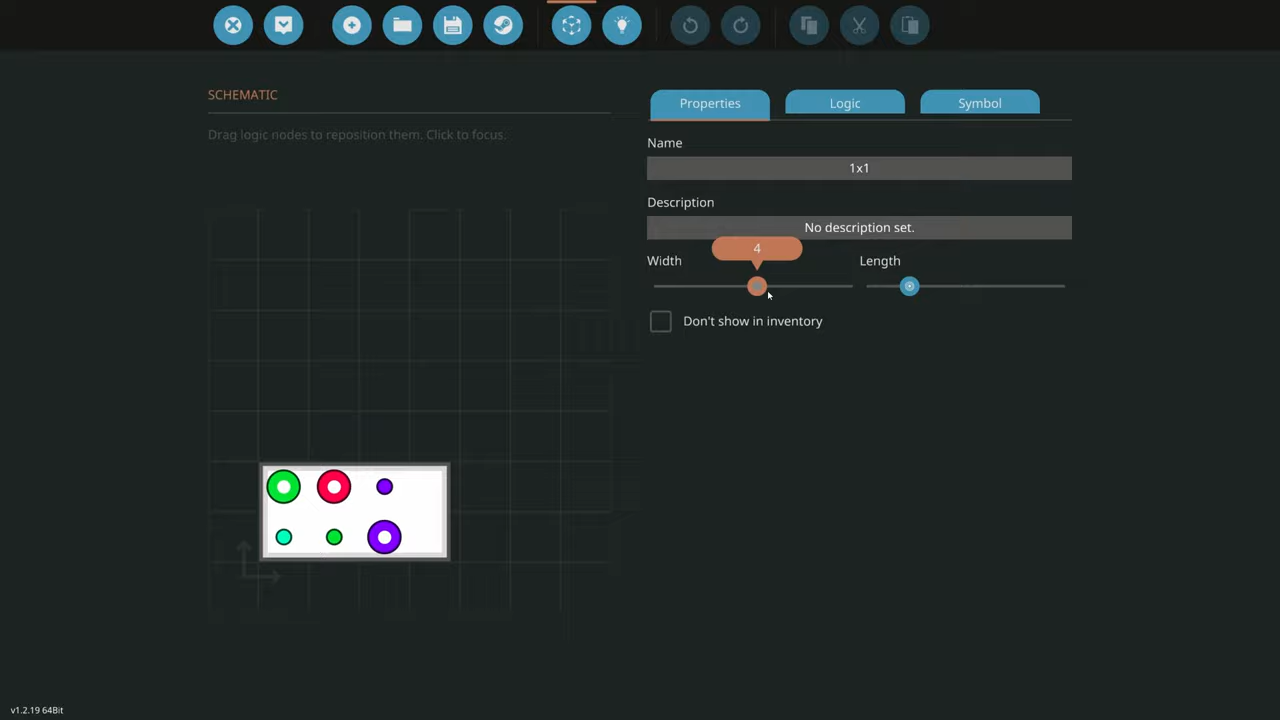 SCHEMATIC
Drag logic nodes to reposition them. Click to focus.
Properties
Logic
Symbol
Name
1x1
Description
No description set.
4
Width
Length
Don't show in inventory
v1.2.19 64Bit